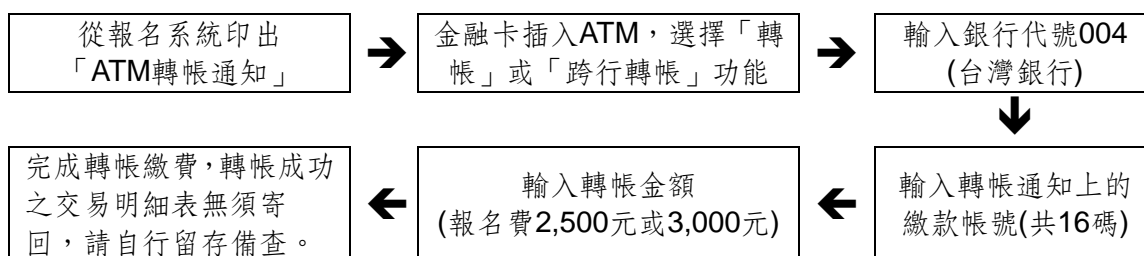 從報名系統印出
「ATM轉帳通知」
金融卡插入ATM，選擇「轉
帳」或「跨行轉帳」功能
輸入銀行代號004
(台灣銀行)
輸入轉帳通知上的
繳款帳號(共16碼)
輸入轉帳金額
(報名費2,500元或3,000元)
完成轉帳繳費，轉帳成功
之交易明細表無須寄
回，請自行留存備查。